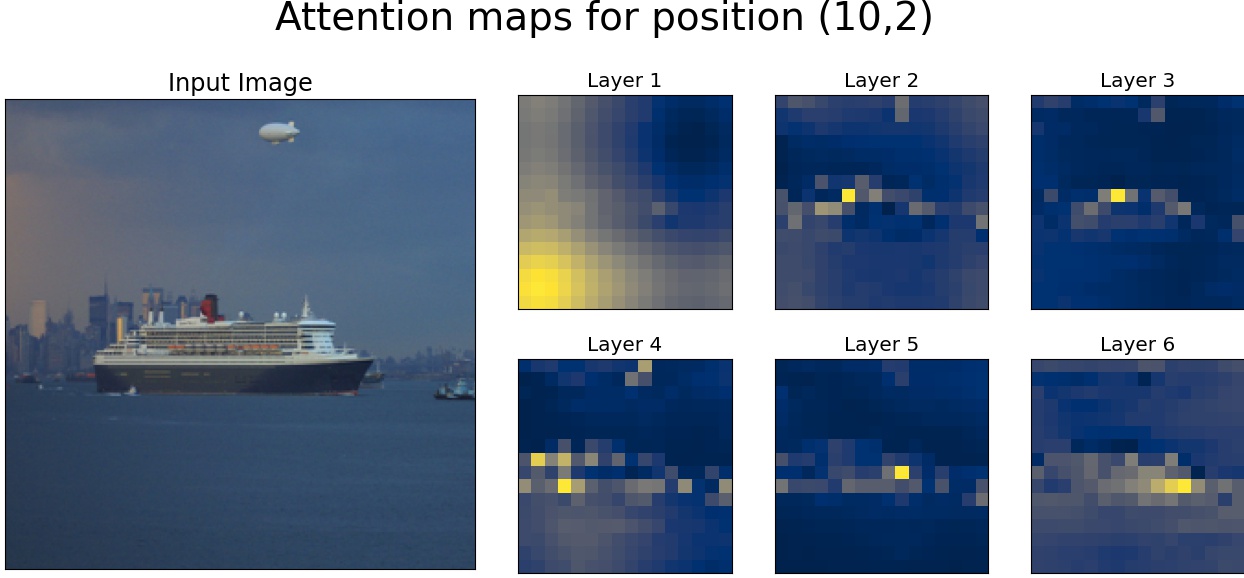 Attention maps for position (10,2)
Input Image
Layer 1
Layer 2
Layer 3
Layer 4
Layer 5
Layer 6